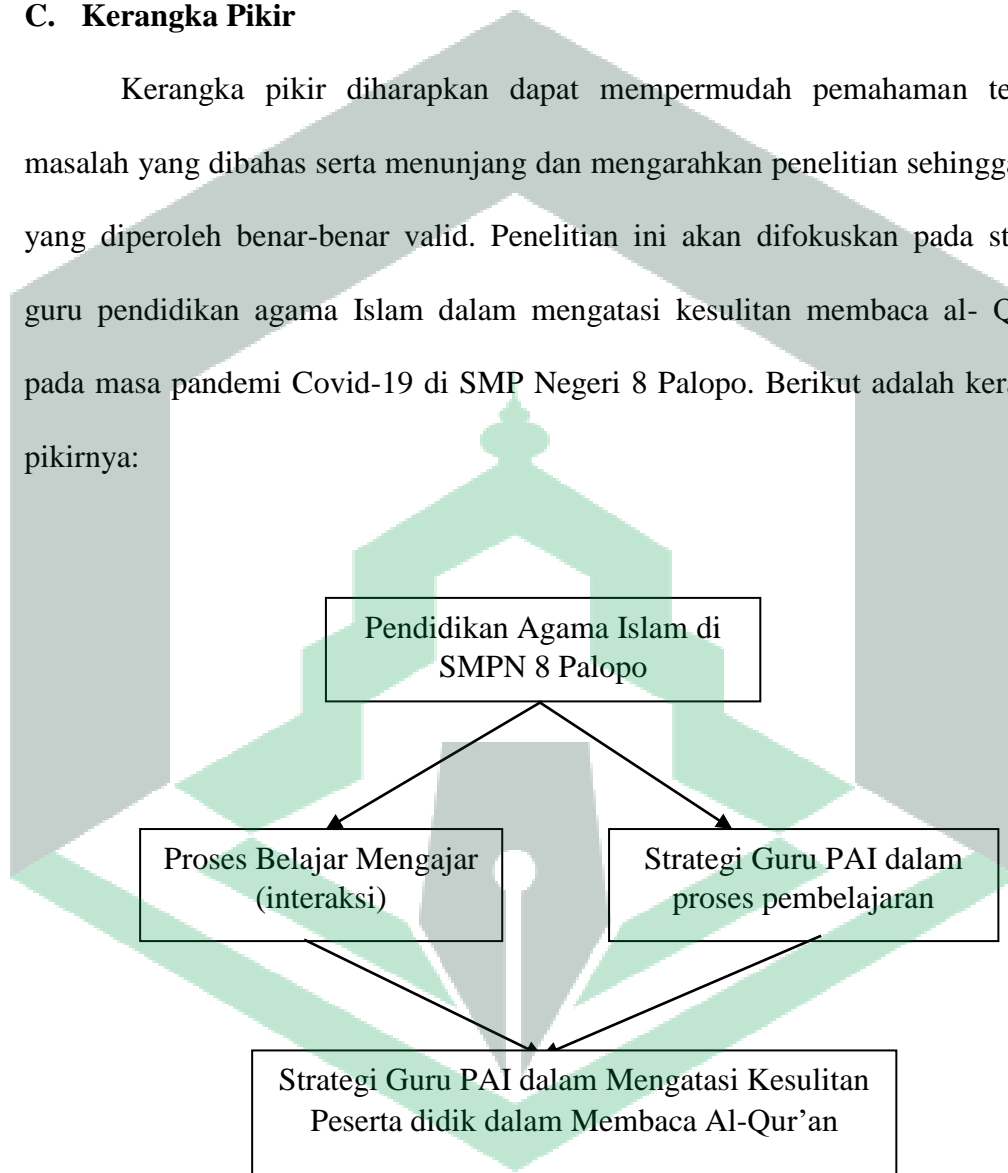 C. Kerangka Pikir
Kerangka pikir diharapkan dapat mempermudah pemahaman
masalah yang dibahas serta menunjang dan mengarahkan penelitian sehingga
yang diperoleh benar-benar valid. Penelitian ini akan difokuskan pada
guru pendidikan agama Islam dalam mengatasi kesulitan membaca al-
pada masa pandemi Covid-19 di SMP Negeri 8 Palopo. Berikut adalah
pikirnya:
Pendidikan Agama Islam di
SMPN 8 Palopo
Proses Belajar Mengajar
(interaksi)
Strategi Guru PAI dalam
proses pembelajaran
Strategi Guru PAI dalam Mengatasi Kesulitan
Peserta didik dalam Membaca Al-Qur’an